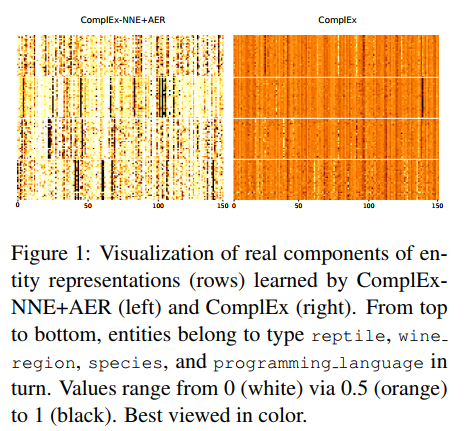 ComplEx-NNE+AER ComplEx
0 50 100 150 0 50 100 150
Figure 1: Visualization of real components of en-
tity representations (rows) learned by ComplEx-
NNE+AER (left) and ComplEx (right). From top
to bottom, entities belong to type reptile, wine_
region, species, and programming_language in
turn. Values range from 0 (white) via 0.5 (orange)
to 1 (black). Best viewed in color.